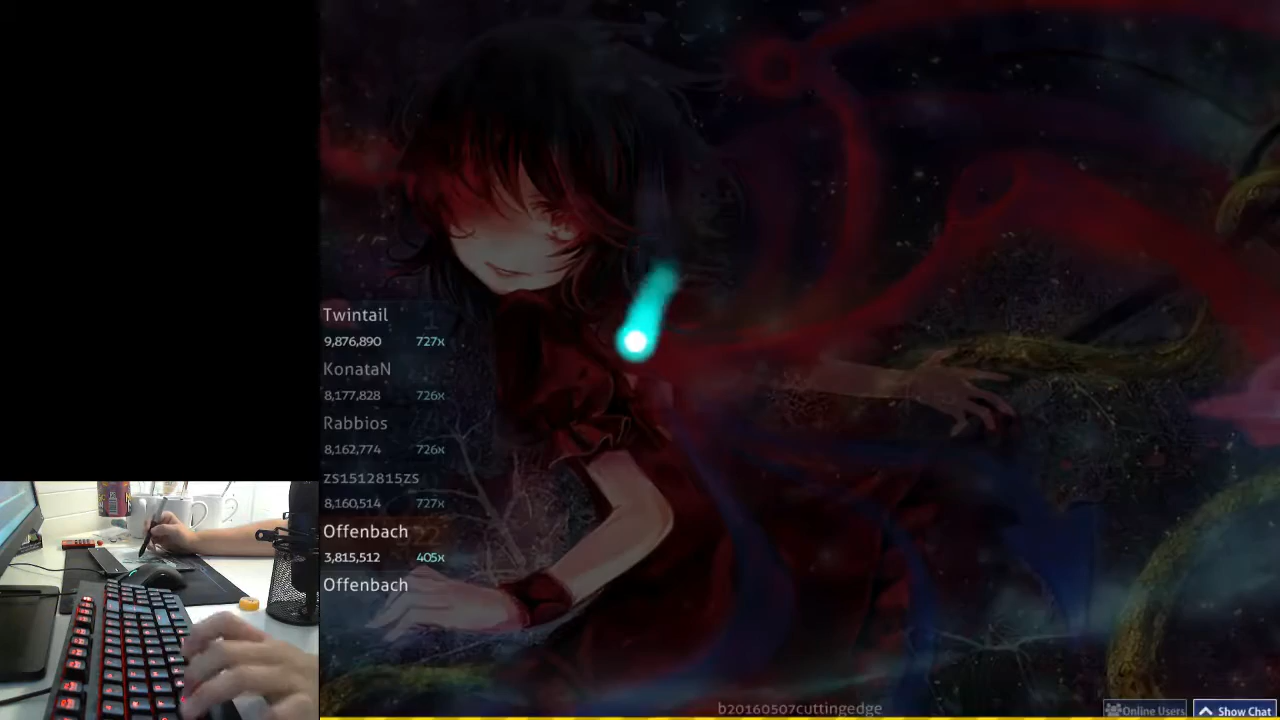 Twintail
9,876,890 727x
KonataN
8,177,828 726x
Rabbios
8,162,774 726x
ZS1512815ZS
8,160,514 727x
Offenbach
3,815,512 405x
Offenbach
b20160507cuttingedge
Online Users
Show Chat